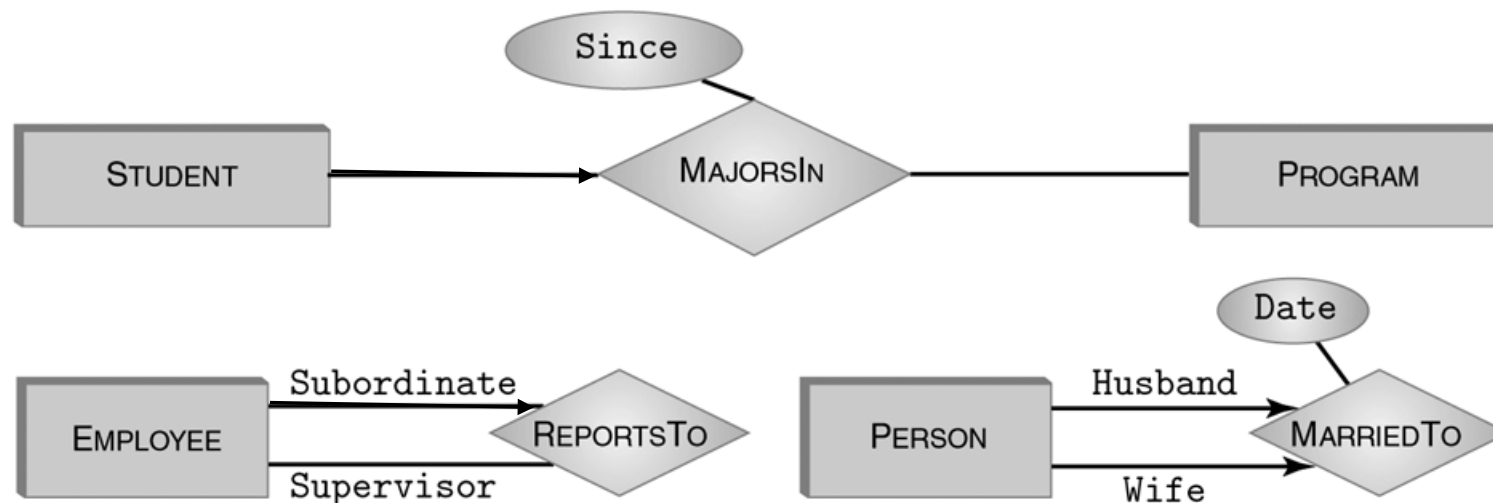 Since
STUDENT
MAJORSIN
PROGRAM
Date
Subordinate
Husband
EMPLOYEE
REPORTSTO
PERSON
MARRIEDTO
Supervisor
Wife